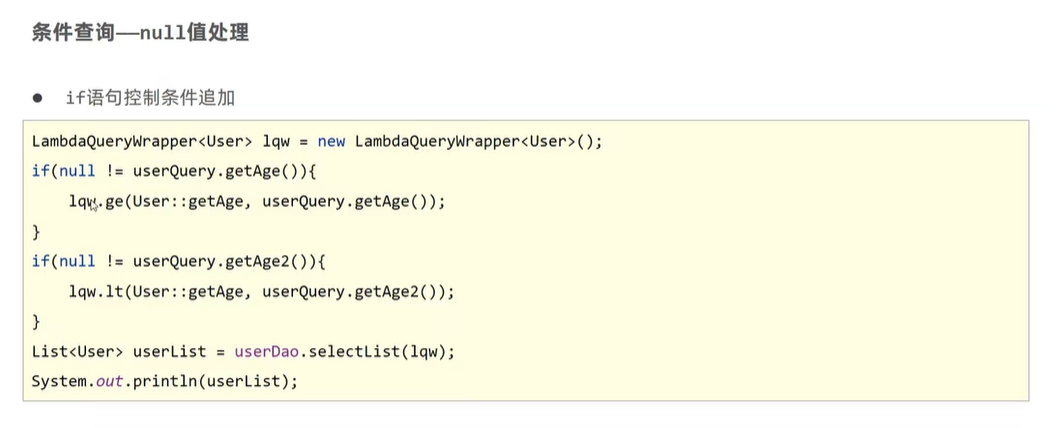 条件查询——null值处理
● if语句控制条件追加
LambdaQueryWrapper<User> lqw = new LambdaQueryWrapper<User>();
if(null != userQuery.getAge()){
    lqw.ge(User::getAge, userQuery.getAge());
}
if(null != userQuery.getAge2()){
    lqw.lt(User::getAge, userQuery.getAge2());
}
List<User> userList = userDao.selectList(lqw);
System.out.println(userList);